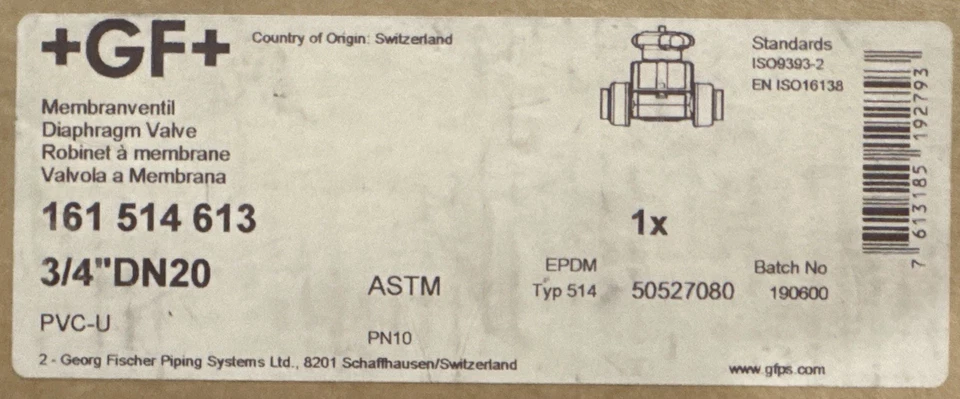 +GF+ Country of Origin: Switzerland
Standards
ISO9393-2
EN ISO16138
Membranventil
Diaphragm Valve
Robinet à membrane
Valvola a Membrana
161 514 613
1x
3/4"DN20
ASTM
EPDM
Typ 514
50527080
Batch No
190600
PVC-U
PN10
2 - Georg Fischer Piping Systems Ltd., 8201 Schaffhausen/Switzerland
www.gfps.com
7 613185 192793